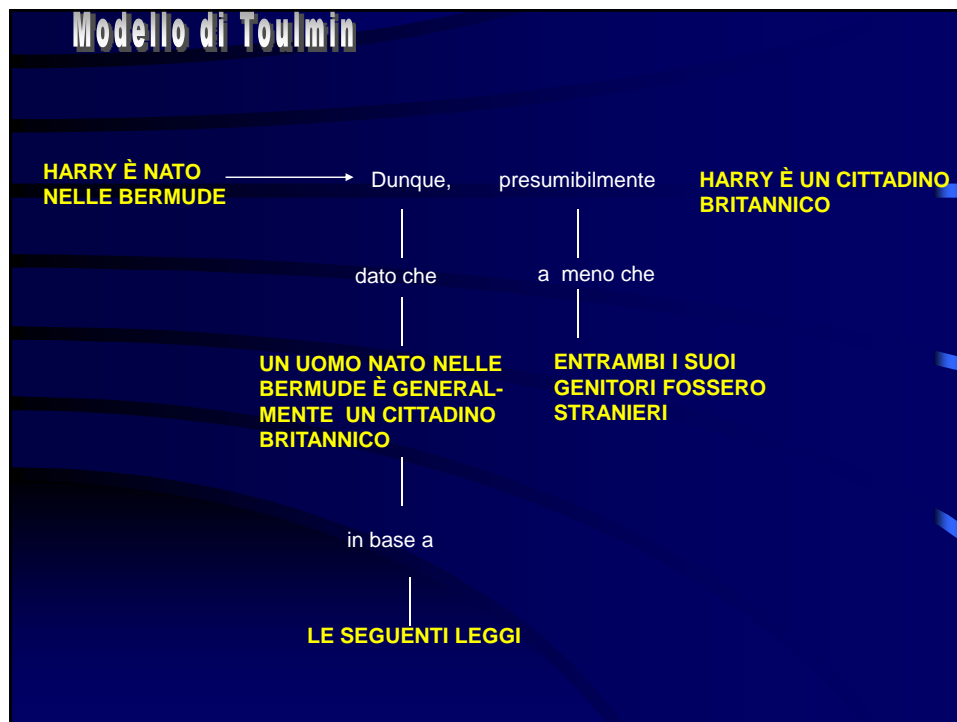 Modello di Toulmin
HARRY È NATO
NELLE BERMUDE
Dunque, presumibilmente
HARRY È UN CITTADINO
BRITANNICO
dato che
a meno che
UN UOMO NATO NELLE
BERMUDE È GENERAL-
MENTE UN CITTADINO
BRITANNICO
ENTRAMBI I SUOI
GENITORI FOSSERO
STRANIERI
in base a
LE SEGUENTI LEGGI